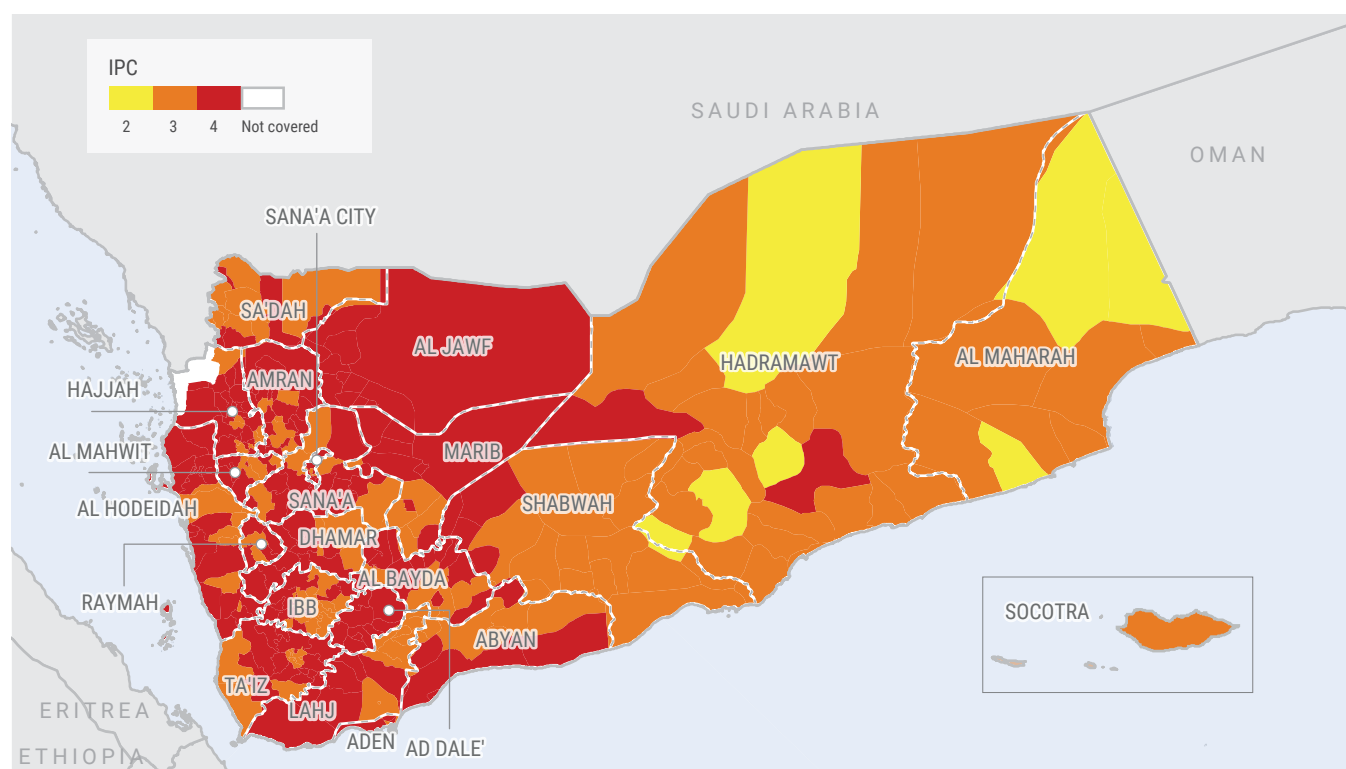 IPC
2 3 4 Not covered
SAUDI ARABIA
OMAN
SANA'A CITY
SA'DAH
AL JAWF
HADRAMAWT
AL MAHARAH
HAJJAH
AMRAN
AL MAHWIT
MARIB
AL HODEIDAH
SANA'A
SHABWAH
DHAMAR
AL BAYDA
RAYMAH
IBB
SOCOTRA
ABYAN
TA'IZ
ERITREA
LAHJ
ADEN
AD DALE'
ETHIOPIA